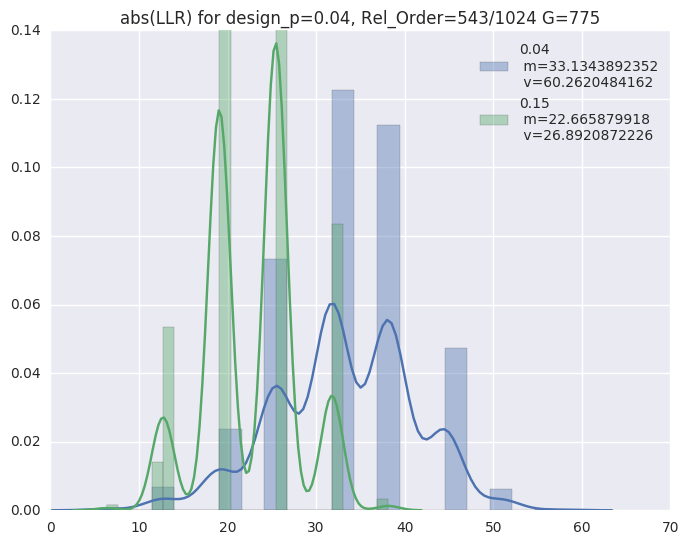 abs(LLR) for design_p=0.04, Rel_Order=543/1024 G=775
0.14
0.12
0.10
0.08
0.06
0.04
0.02
0.00
0 10 20 30 40 50 60 70
0.04
m=33.1343892352
v=60.2620484162
0.15
m=22.665879918
v=26.8920872226